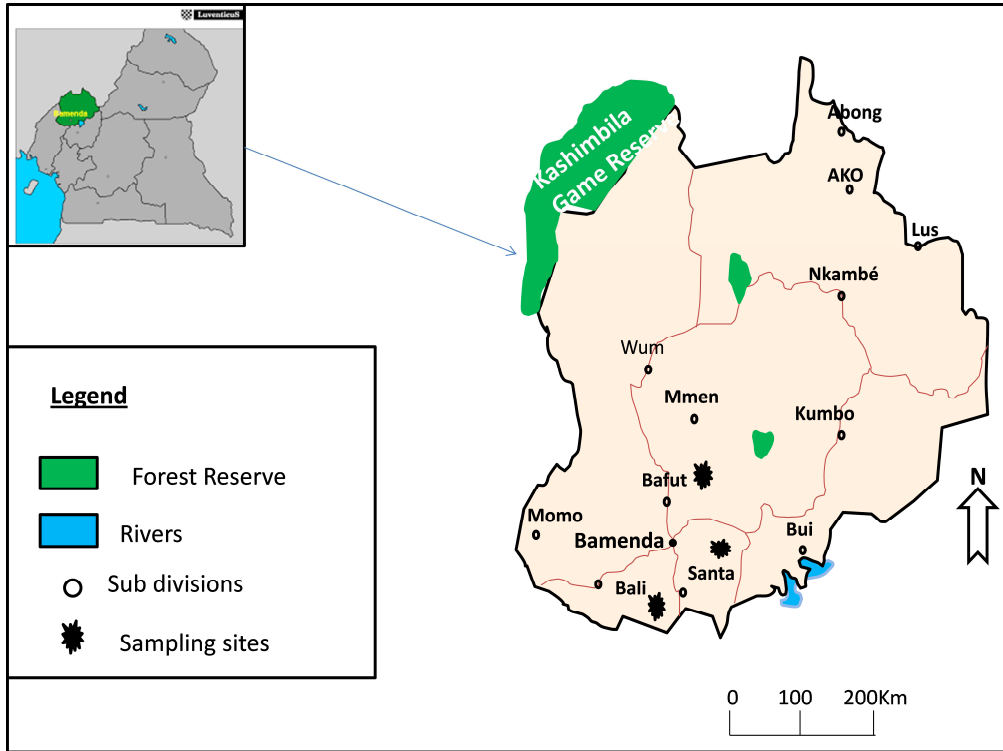 LuventicuS
Bamenda
Kashimbila
Game Reserv
Abong
AKO
Lus
Nkambé
Wum
Mmen
Kumbo
Bafut
Momo
Bamenda
Bui
Santa
Bali
N
0 100 200Km
Legend
Forest Reserve
Rivers
Sub divisions
Sampling sites